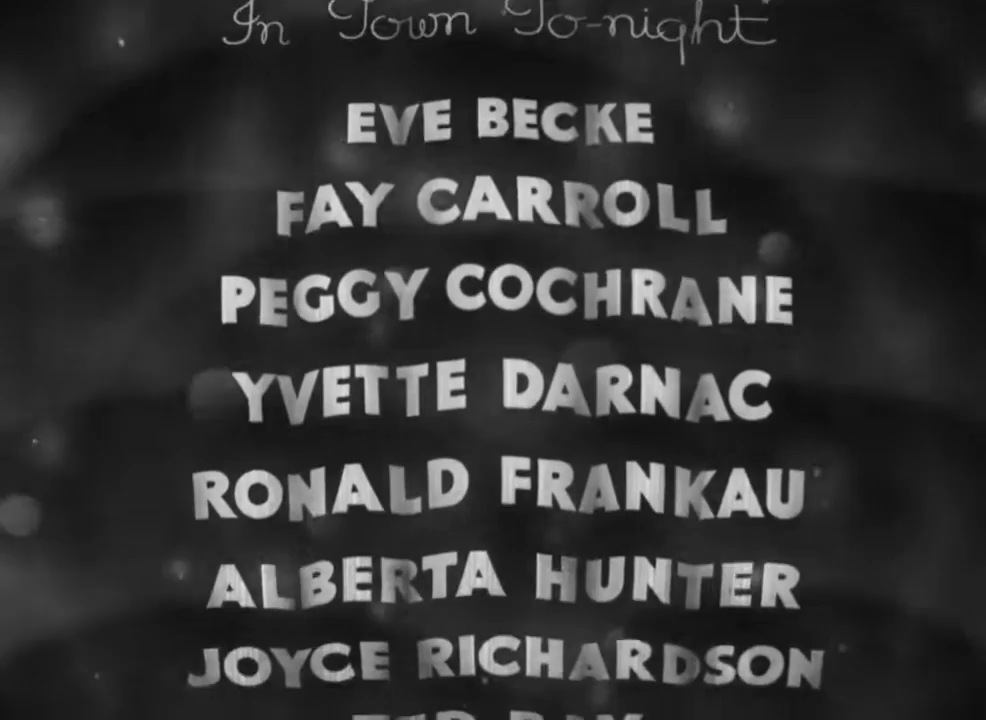 In Town To-night
EVE BECKE
FAY CARROLL
PEGGY COCHRANE
YVETTE DARNAC
RONALD FRANKAU
ALBERTA HUNTER
JOYCE RICHARDSON